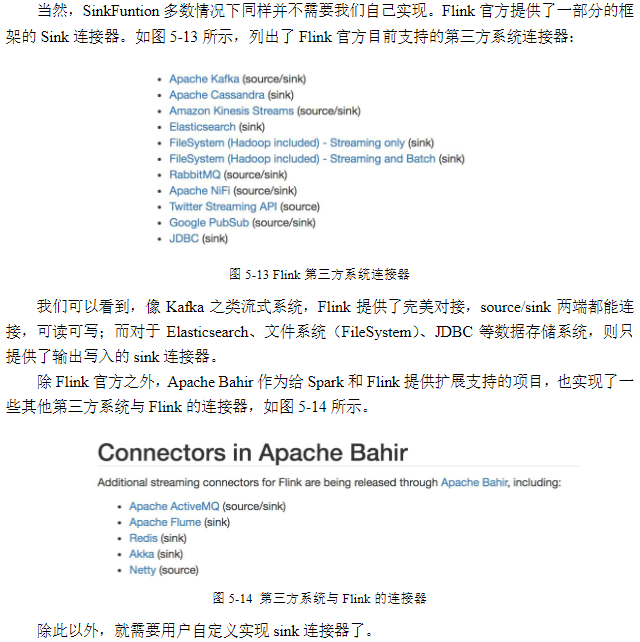 当然，SinkFuntion 多数情况下同样并不需要我们自己实现。Flink 官方提供了一部分的框
架的 Sink 连接器。如图 5-13 所示，列出了 Flink 官方目前支持的第三方系统连接器：
• Apache Kafka (source/sink)
• Apache Cassandra (sink)
• Amazon Kinesis Streams (source/sink)
• Elasticsearch (sink)
• FileSystem (Hadoop included) - Streaming only (sink)
• FileSystem (Hadoop included) - Streaming and Batch (sink)
• RabbitMQ (source/sink)
• Apache NiFi (source/sink)
• Twitter Streaming API (source)
• Google PubSub (source/sink)
• JDBC (sink)
图 5-13 Flink 第三方系统连接器
我们可以看到，像 Kafka 之类流式系统，Flink 提供了完美对接，source/sink 两端都能连
接，可读可写；而对于 Elasticsearch、文件系统（FileSystem）、JDBC 等数据存储系统，则只
提供了输出写入的 sink 连接器。
除 Flink 官方之外，Apache Bahir 作为给 Spark 和 Flink 提供扩展支持的项目，也实现了一
些其他第三方系统与 Flink 的连接器，如图 5-14 所示。
Connectors in Apache Bahir
Additional streaming connectors for Flink are being released through Apache Bahir, including:
• Apache ActiveMQ (source/sink)
• Apache Flume (sink)
• Redis (sink)
• Akka (sink)
• Netty (source)
图 5-14 第三方系统与 Flink 的连接器
除此以外，就需要用户自定义实现 sink 连接器了。